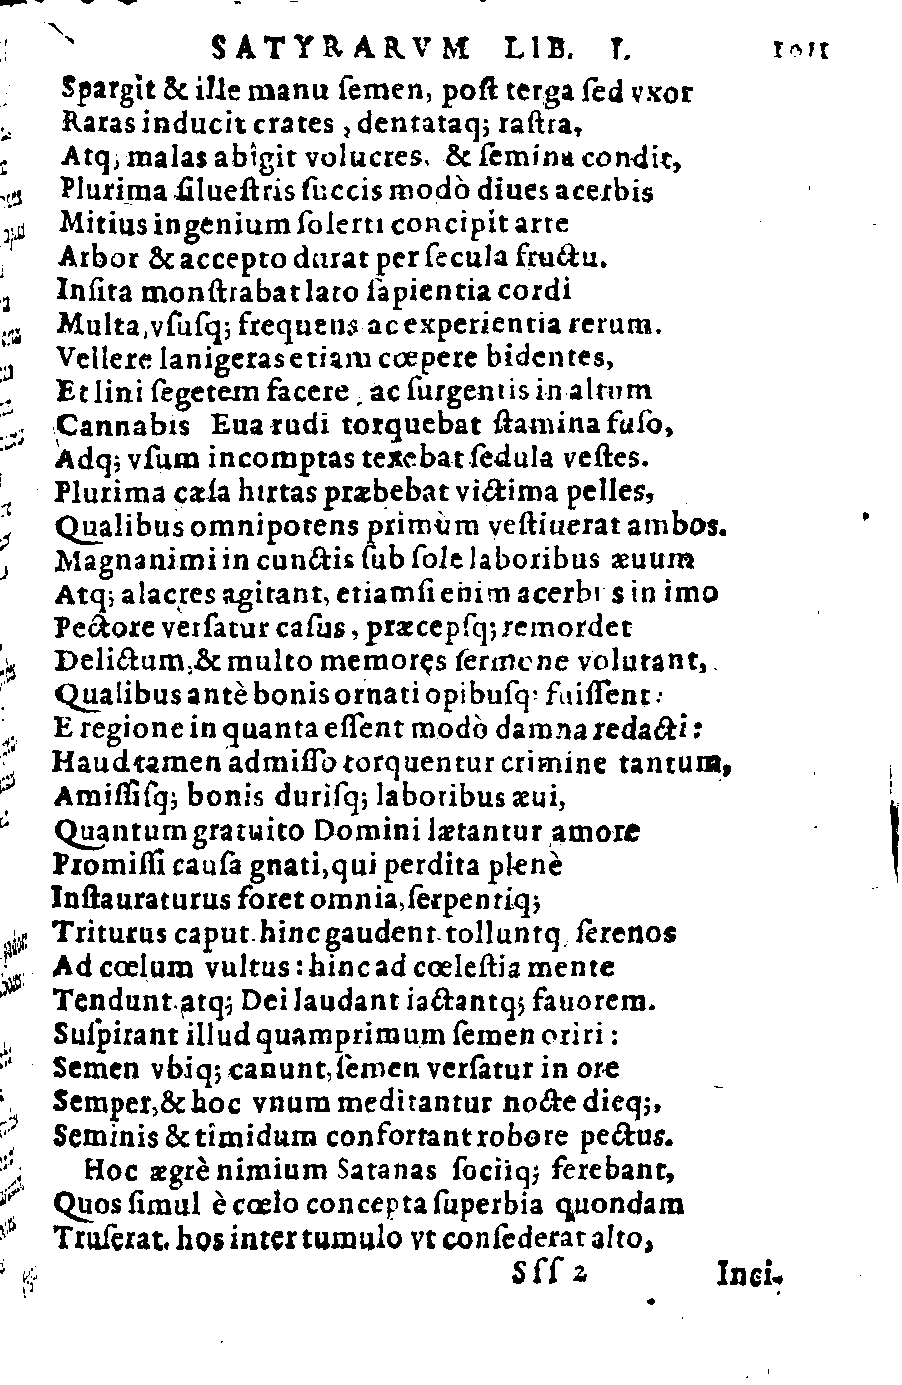 SATYRARVM LIB. I. 1011
Spargit & ille manu ſemen, poſt terga ſed vxor
Raras inducit crates, dentataq; raſtra,
Atq; malas abîgit volucres. & ſemina condit,
Plurima ſilueſtris ſuccis modò diues acerbis
Mitius ingenium ſolerti concipit arte
Arbor & accepto durat per ſecula fructu.
Inſita monſtrabat lato ſapientia cordi
Multa, vſuſq; frequens ac experientia rerum.
Vellere lanigeras etiam cœpere bidentes,
Et lini ſegetem facere, ac ſurgentis in altum
Cannabis Eua rudi torquebat ſtamina fuſo,
Adq; vſum incomptas texebat ſedula veſtes.
Plurima cæſa hirtas præbebat victima pelles,
Qualibus omnipotens primùm veſtiuerat ambos.
Magnanimi in cunctis ſub ſole laboribus æuum
Atq; alacres agitant, etiamſi enim acerbis in imo
Pectore verſatur caſus, præcepſq; remordet
Delictum, & multo memores ſermone volutant,
Qualibus antè bonis ornati opibuſq; fuiſſent:
E regione in quanta eſſent modò damna redacti:
Haud tamen admiſſo torquentur crimine tantum,
Amiſſiſq; bonis duriſq; laboribus æui,
Quantum gratuito Domini lætantur amore
Promiſſi cauſa gnati, qui perdita plenè
Inſtauraturus foret omnia, ſerpentiq;
Triturus caput. hinc gaudent. tolluntq. ſerenos
Ad cœlum vultus: hinc ad cœleſtia mente
Tendunt. atq; Dei laudant iactantq; fauorem.
Suſpirant illud quamprimum ſemen oriri:
Semen vbiq; canunt, ſemen verſatur in ore
Semper, & hoc vnum meditantur nocte dieq;,
Seminis & timidum confortant robore pectus.
Hoc ægrè nimium Satanas ſociiq; ferebant,
Quos ſimul è cœlo concepta ſuperbia quondam
Truſerat. hos inter tumulo vt conſederat alto,
Sſſ 2 Inci-